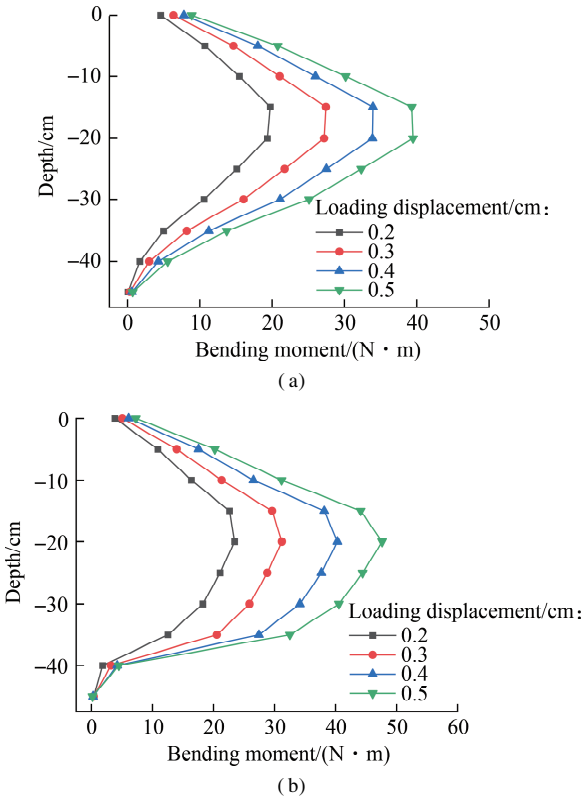 0
−10
−20
−30
−40
Depth/cm
Loading displacement/cm:
0.2
0.3
0.4
0.5
0 10 20 30 40 50
Bending moment/(N · m)
(a)
0
−10
−20
−30
−40
Depth/cm
Loading displacement/cm:
0.2
0.3
0.4
0.5
0 10 20 30 40 50 60
Bending moment/(N · m)
(b)